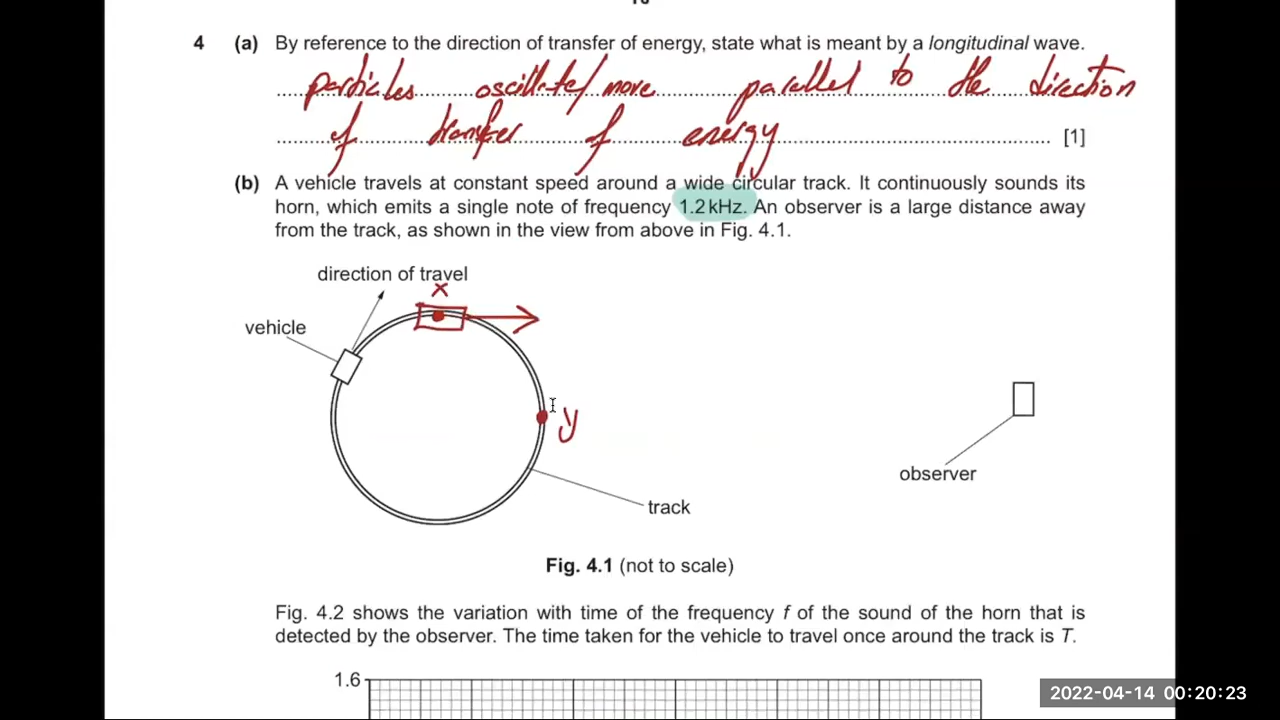 4 (a) By reference to the direction of transfer of energy, state what is meant by a longitudinal wave.
particles oscillate/move parallel to the direction
of transfer of energy [1]
(b) A vehicle travels at constant speed around a wide circular track. It continuously sounds its
horn, which emits a single note of frequency 1.2 kHz. An observer is a large distance away
from the track, as shown in the view from above in Fig. 4.1.
direction of travel
x
vehicle
y
observer
track
Fig. 4.1 (not to scale)
Fig. 4.2 shows the variation with time of the frequency f of the sound of the horn that is
detected by the observer. The time taken for the vehicle to travel once around the track is T.
1.6
2022-04-14 00:20:23